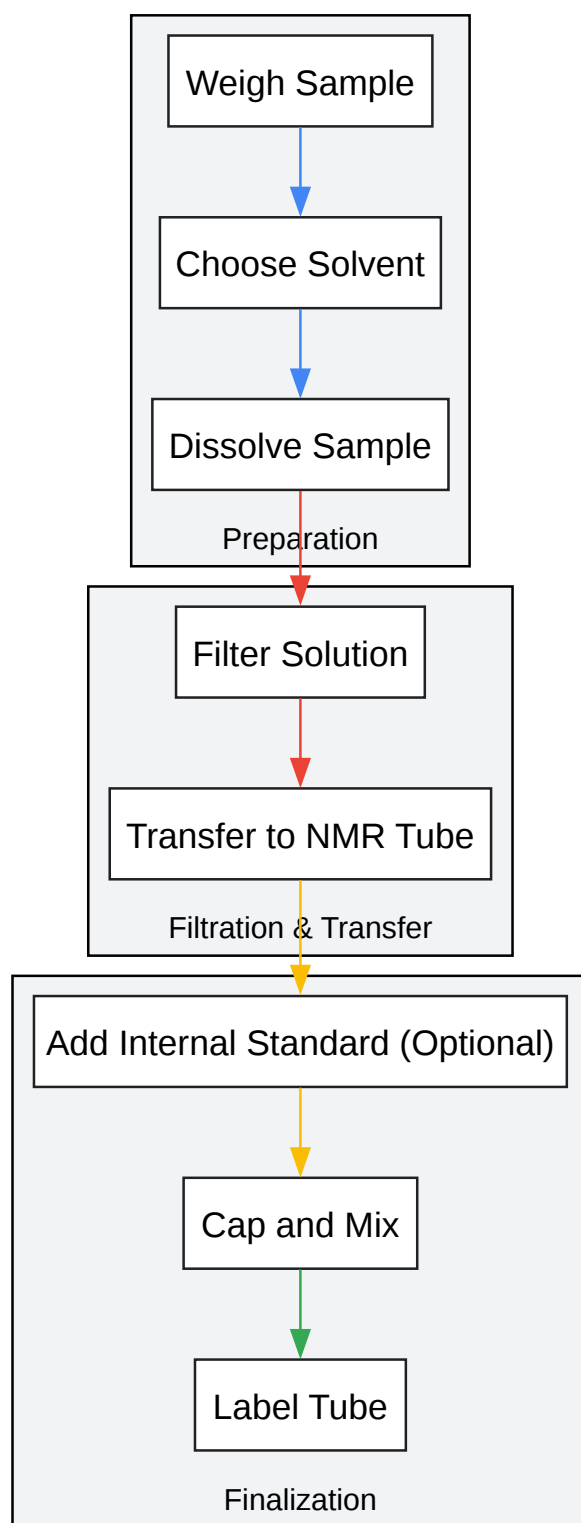 Weigh Sample
Choose Solvent
Dissolve Sample
Preparation
Filter Solution
Transfer to NMR Tube
Filtration & Transfer
Add Internal Standard (Optional)
Cap and Mix
Label Tube
Finalization